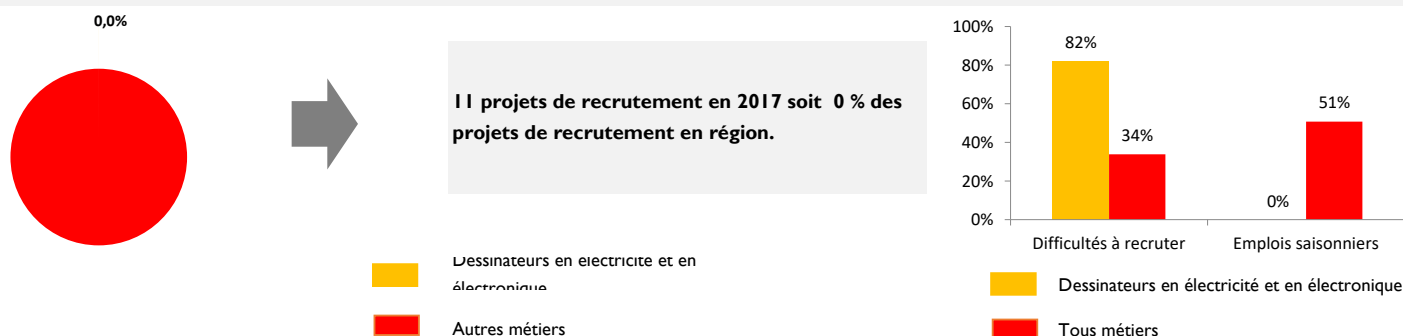 0,0%
11 projets de recrutement en 2017 soit 0 % des
projets de recrutement en région.
Dessinateurs en électricité et en
électronique
Autres métiers
100%
80%
60%
40%
20%
0%
82%
34%
0%
51%
Difficultés à recruter
Emplois saisonniers
Dessinateurs en électricité et en électronique
Tous métiers